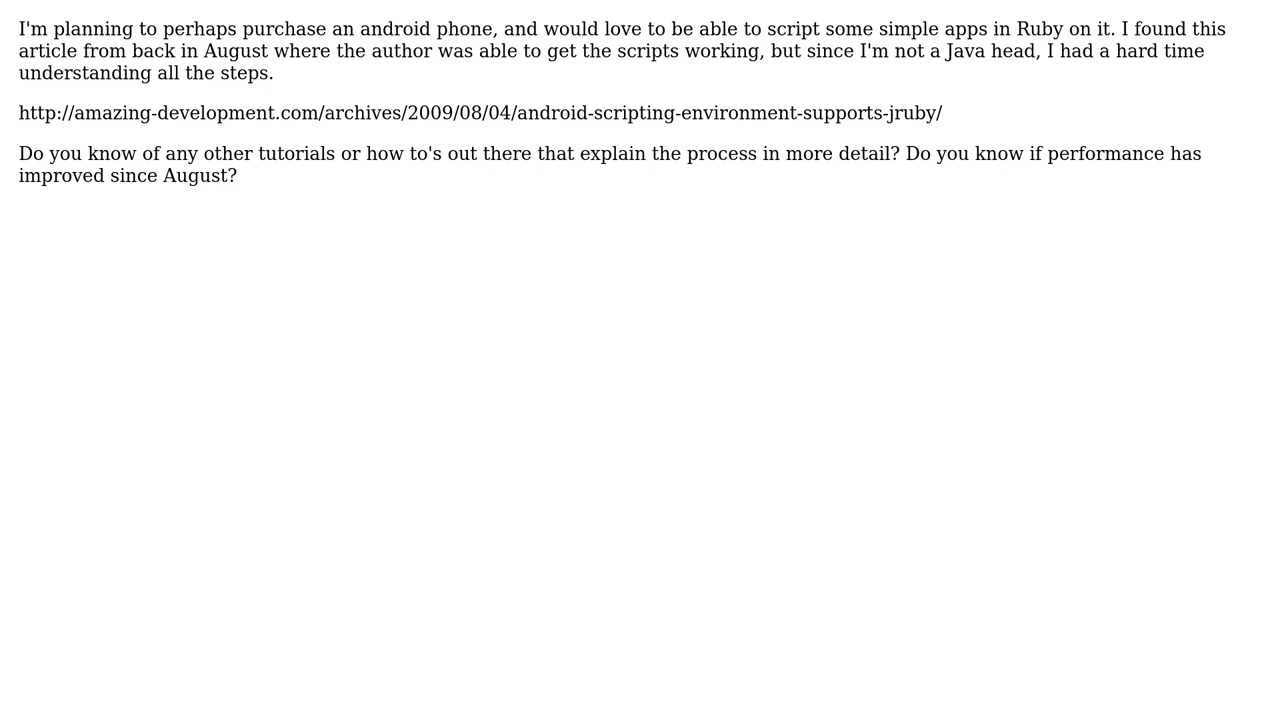 I'm planning to perhaps purchase an android phone, and would love to be able to script some simple apps in Ruby on it. I found this
article from back in August where the author was able to get the scripts working, but since I'm not a Java head, I had a hard time
understanding all the steps.
http://amazing-development.com/archives/2009/08/04/android-scripting-environment-supports-jruby/
Do you know of any other tutorials or how to's out there that explain the process in more detail? Do you know if performance has
improved since August?